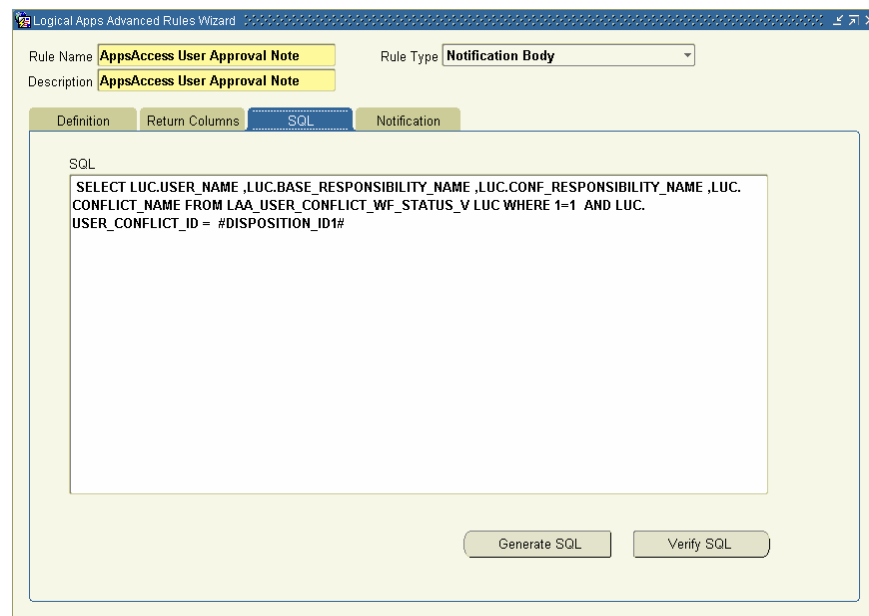 Logical Apps Advanced Rules Wizard
Rule Name AppsAccess User Approval Note Rule Type Notification Body
Description AppsAccess User Approval Note
Definition Return Columns SQL Notification
SQL
SELECT LUC.USER_NAME ,LUC.BASE_RESPONSIBILITY_NAME ,LUC.CONF_RESPONSIBILITY_NAME ,LUC.
CONFLICT_NAME FROM LAA_USER_CONFLICT_WF_STATUS_V LUC WHERE 1=1 AND LUC.
USER_CONFLICT_ID = #DISPOSITION_ID1#
Generate SQL Verify SQL